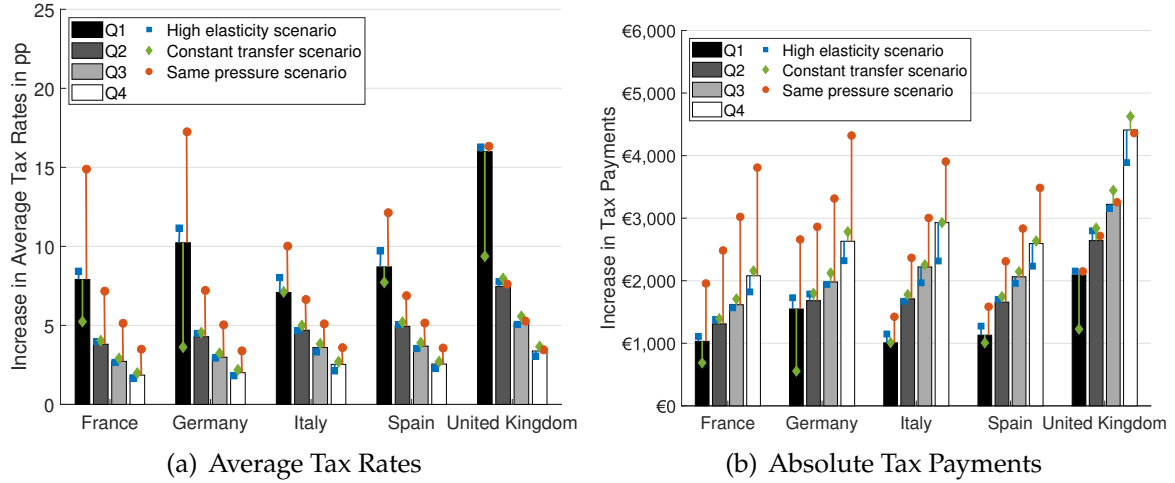 25
20
15
10
5
0
Increase in Average Tax Rates in pp
Q1
Q2
Q3
Q4
High elasticity scenario
Constant transfer scenario
Same pressure scenario
France
Germany
Italy
Spain
United Kingdom
(a) Average Tax Rates
€6,000
€5,000
€4,000
€3,000
€2,000
€1,000
€0
Increase in Tax Payments
Q1
Q2
Q3
Q4
High elasticity scenario
Constant transfer scenario
Same pressure scenario
France
Germany
Italy
Spain
United Kingdom
(b) Absolute Tax Payments